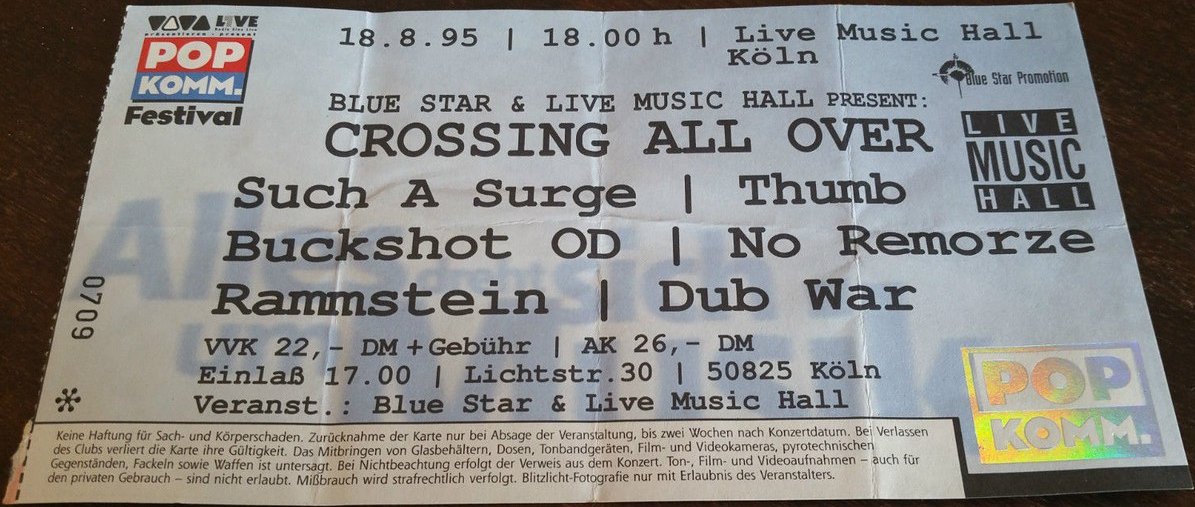 VIVA LIVE
präsentieren · present
POP
KOMM.
Festival
18.8.95 | 18.00 h | Live Music Hall
Köln
Blue Star Promotion
LIVE
MUSIC
HALL
BLUE STAR & LIVE MUSIC HALL PRESENT:
CROSSING ALL OVER
Such A Surge | Thumb
Buckshot OD | No Remorze
Rammstein | Dub War
Alles dreht sich
um
0709
VVK 22,- DM + Gebühr | AK 26,- DM
Einlaß 17.00 | Lichtstr.30 | 50825 Köln
Veranst.: Blue Star & Live Music Hall
POP
KOMM.
Keine Haftung für Sach- und Körperschaden. Zurücknahme der Karte nur bei Absage der Veranstaltung, bis zwei Wochen nach Konzertdatum. Bei Verlassen
des Clubs verliert die Karte ihre Gültigkeit. Das Mitbringen von Glasbehältern, Dosen, Tonbandgeräten, Film- und Videokameras, pyrotechnischen
Gegenständen, Fackeln sowie Waffen ist untersagt. Bei Nichtbeachtung erfolgt der Verweis aus dem Konzert. Ton-, Film- und Videoaufnahmen – auch für
den privaten Gebrauch – sind nicht erlaubt. Mißbrauch wird strafrechtlich verfolgt. Blitzlicht-Fotografie nur mit Erlaubnis des Veranstalters.